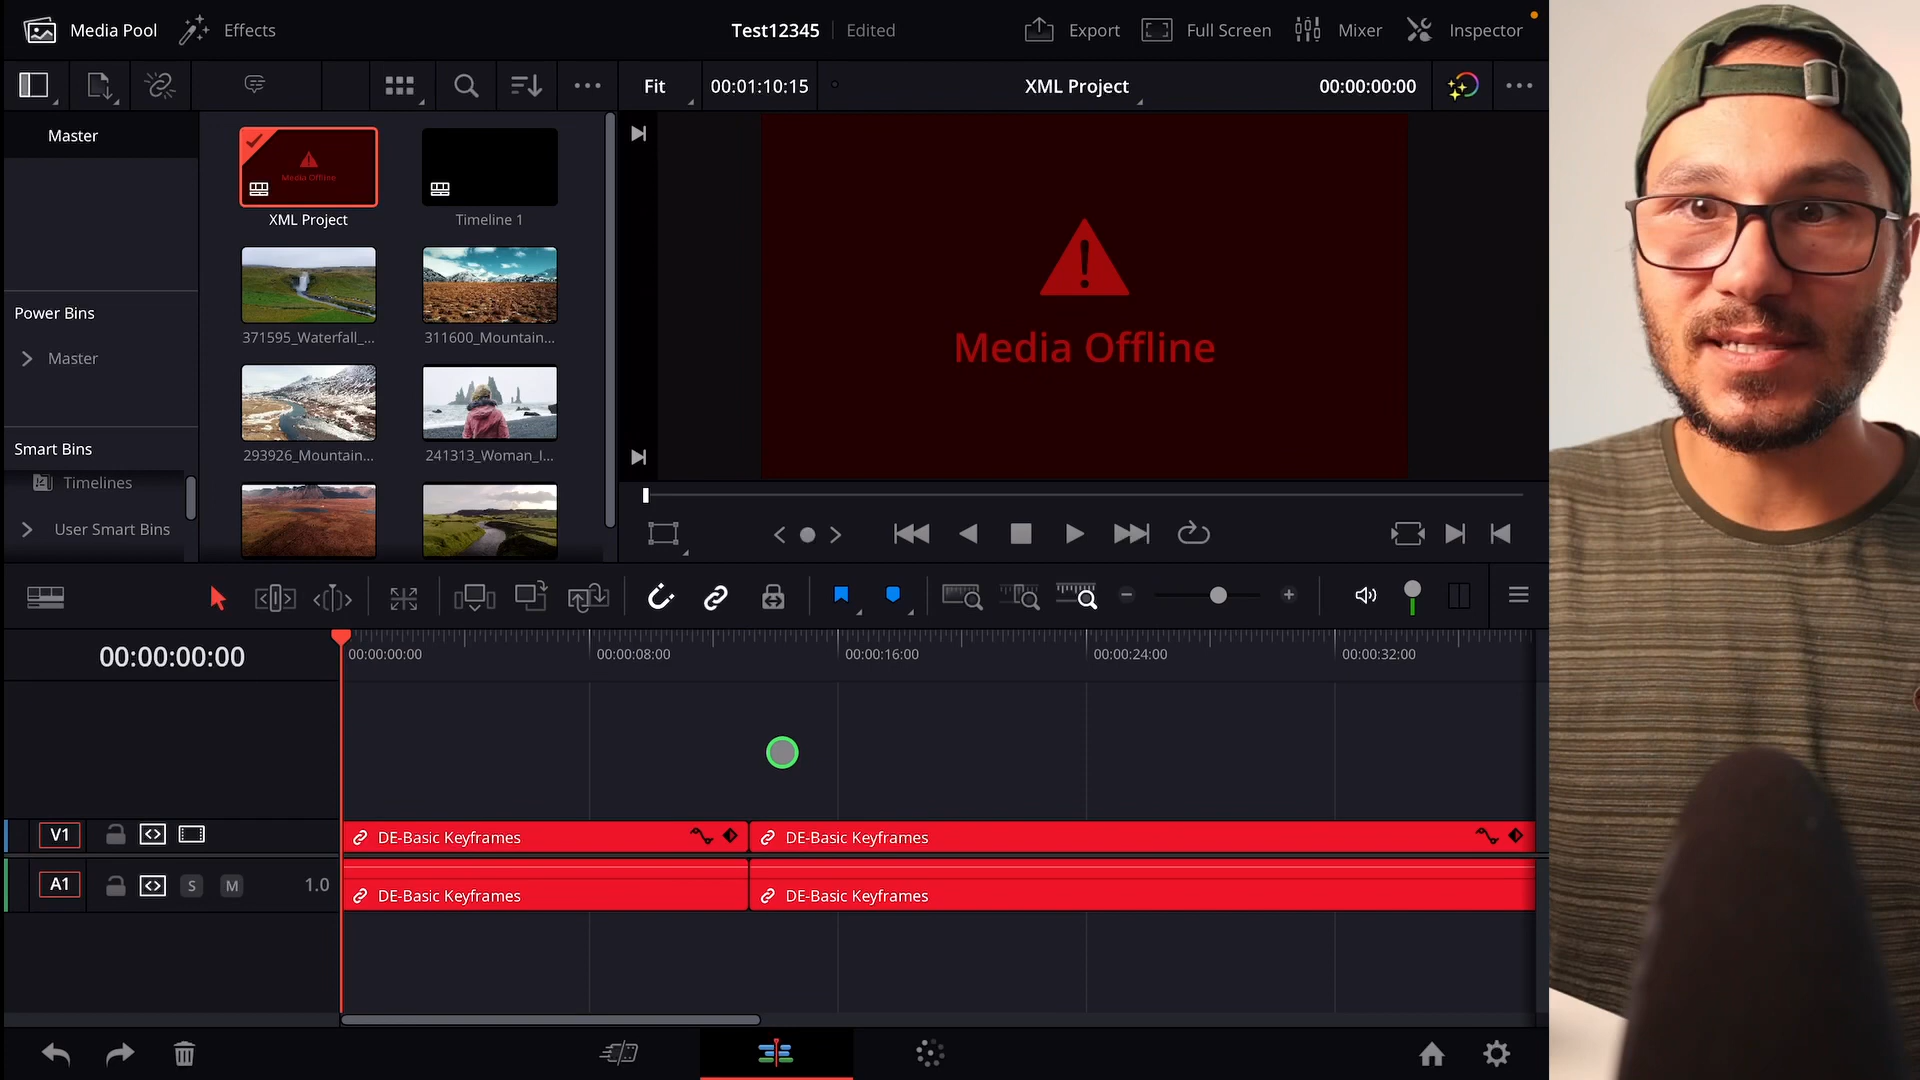 Media Pool
Effects
Test12345
Edited
Export
Full Screen
Mixer
Inspector
Fit
00:01:10:15
XML Project
00:00:00:00
Master
Power Bins
Master
Smart Bins
Timelines
User Smart Bins
Media Offline
XML Project
Timeline 1
371595_Waterfall_...
311600_Mountain...
293926_Mountain...
241313_Woman_l...
Media Offline
00:00:00:00
00:00:00:00
00:00:08:00
00:00:16:00
00:00:24:00
00:00:32:00
V1
DE-Basic Keyframes
DE-Basic Keyframes
A1
S
M
1.0
DE-Basic Keyframes
DE-Basic Keyframes